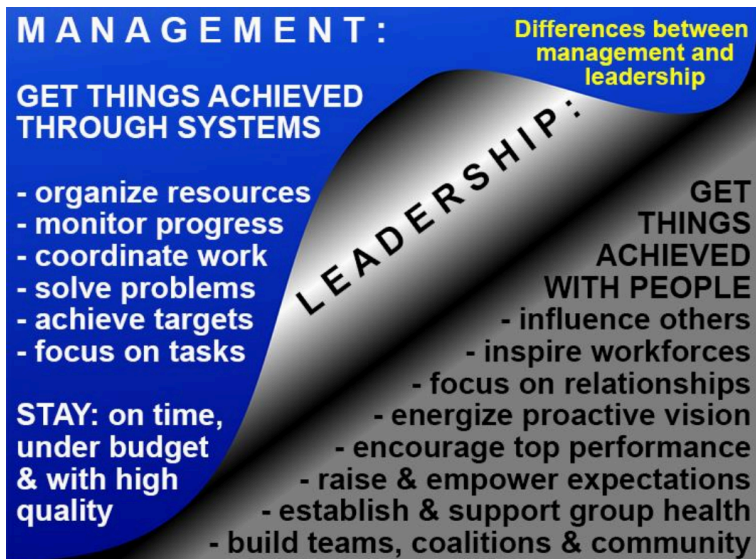 MANAGEMENT:
Differences between
management and
leadership
GET THINGS ACHIEVED
THROUGH SYSTEMS
- organize resources
- monitor progress
- coordinate work
- solve problems
- achieve targets
- focus on tasks
STAY: on time,
under budget
& with high
quality
LEADERSHIP:
GET
THINGS
ACHIEVED
WITH PEOPLE
- influence others
- inspire workforces
- focus on relationships
- energize proactive vision
- encourage top performance
- raise & empower expectations
- establish & support group health
- build teams, coalitions & community